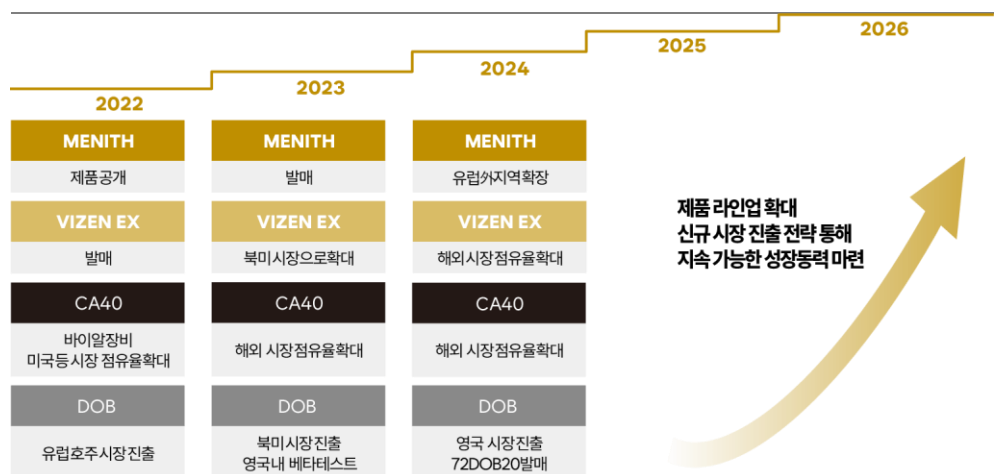 2022
2023
2024
2025
2026
MENITH
제품공개
VIZEN EX
발매
CA40
바이알장비
미국등시장 점유율확대
DOB
유럽호주시장진출
MENITH
발매
VIZEN EX
북미시장으로확대
CA40
해외 시장점유율확대
DOB
북미시장진출
영국내 베타테스트
MENITH
유럽外지역확장
VIZEN EX
해외시장점유율확대
CA40
해외 시장점유율확대
DOB
영국 시장진출
72DOB20발매
제품 라인업 확대
신규 시장 진출 전략 통해
지속 가능한 성장동력 마련